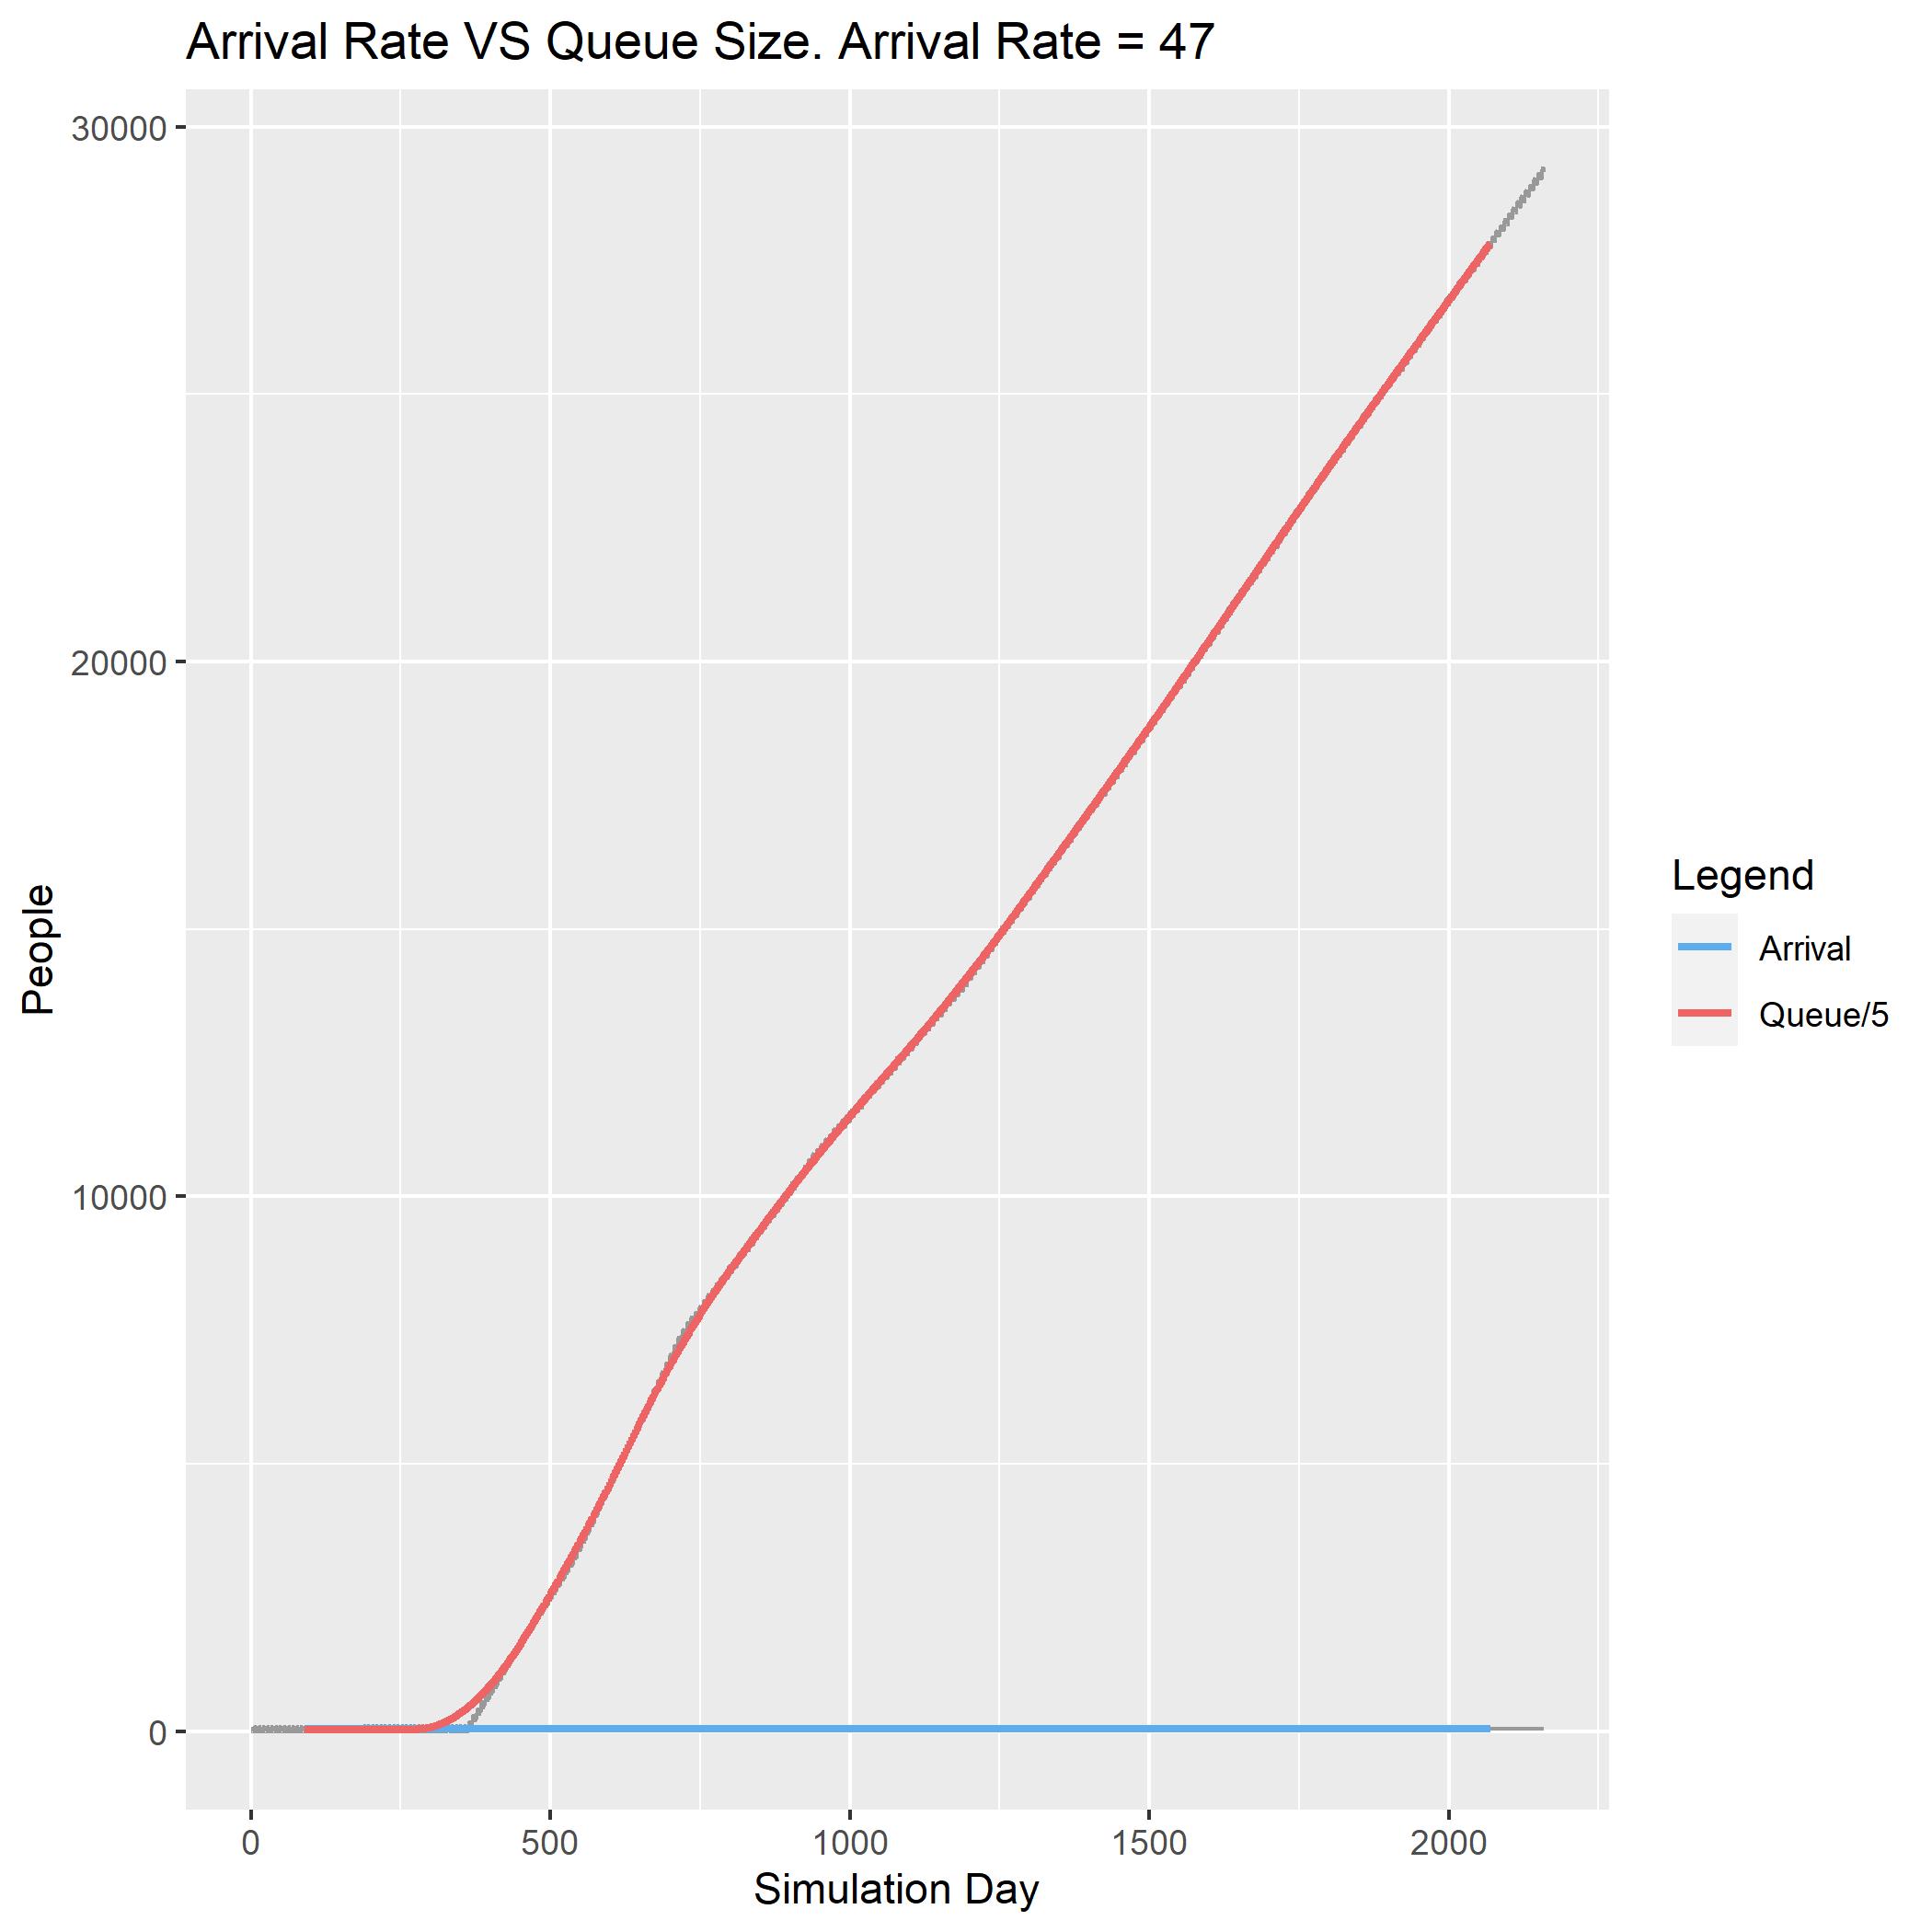 Arrival Rate VS Queue Size. Arrival Rate = 47
30000
20000
10000
0
People
0 500 1000 1500 2000
Simulation Day
Legend
Arrival
Queue/5